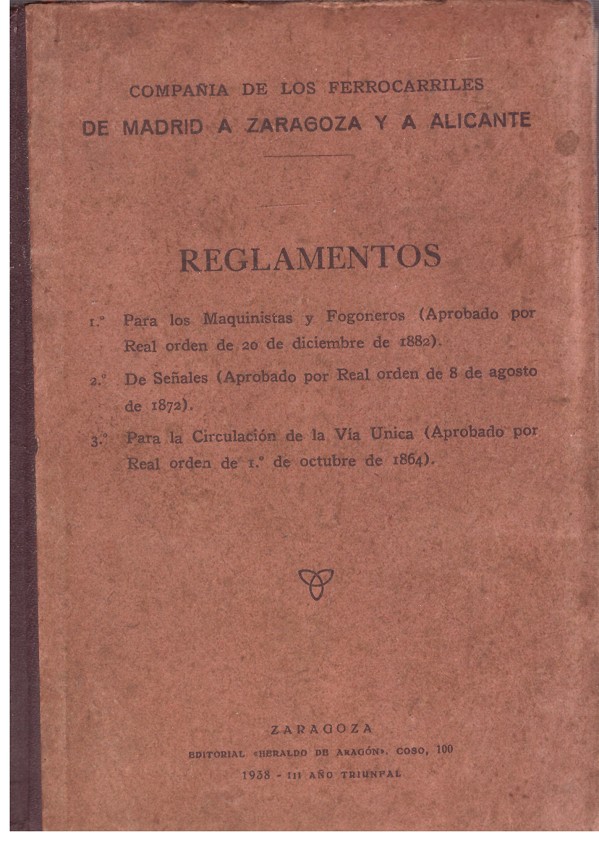 COMPAÑIA DE LOS FERROCARRILES
DE MADRID A ZARAGOZA Y A ALICANTE
REGLAMENTOS
1.º Para los Maquinistas y Fogoneros (Aprobado por
Real orden de 20 de diciembre de 1882).
2.º De Señales (Aprobado por Real orden de 8 de agosto
de 1872).
3.º Para la Circulación de la Vía Unica (Aprobado por
Real orden de 1.º de octubre de 1864).
ZARAGOZA
EDITORIAL «HERALDO DE ARAGÓN». COSO, 100
1938 - III AÑO TRIUNFAL